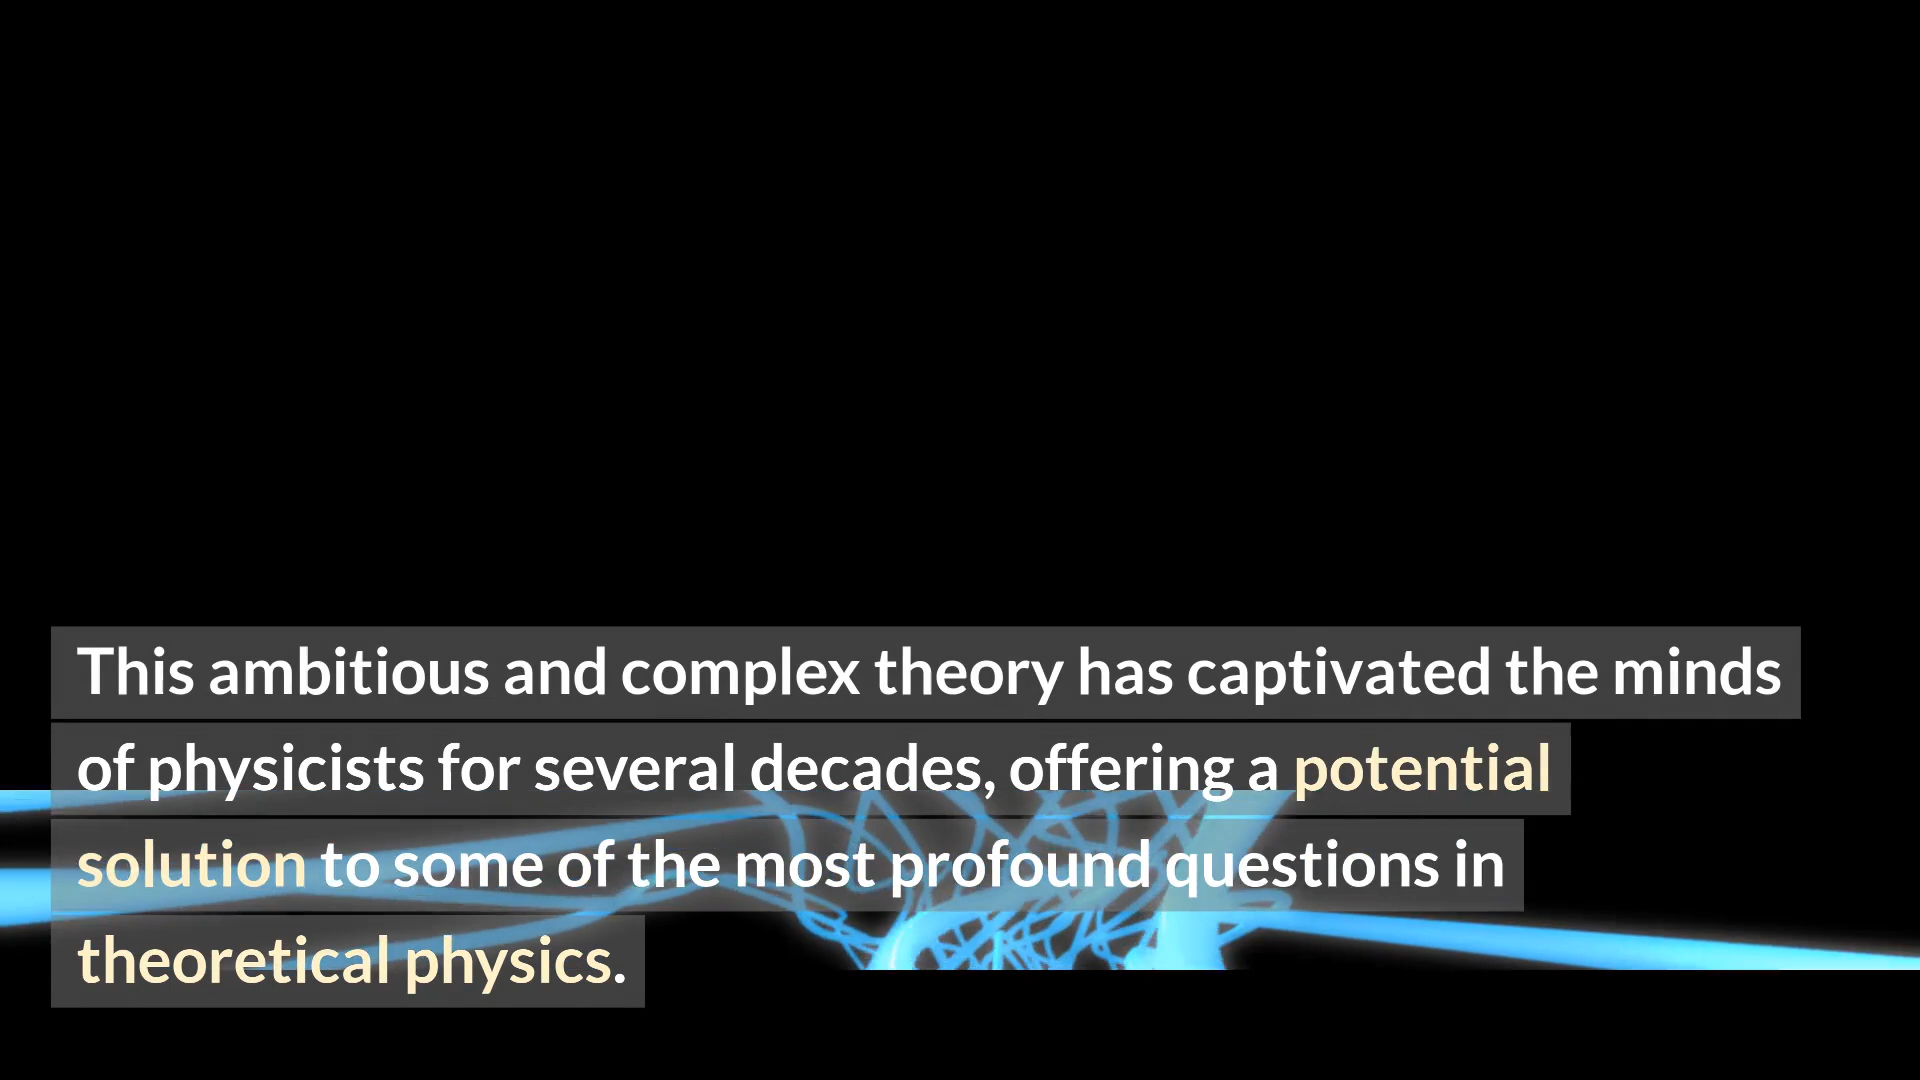 This ambitious and complex theory has captivated the minds
of physicists for several decades, offering a potential
solution to some of the most profound questions in
theoretical physics.